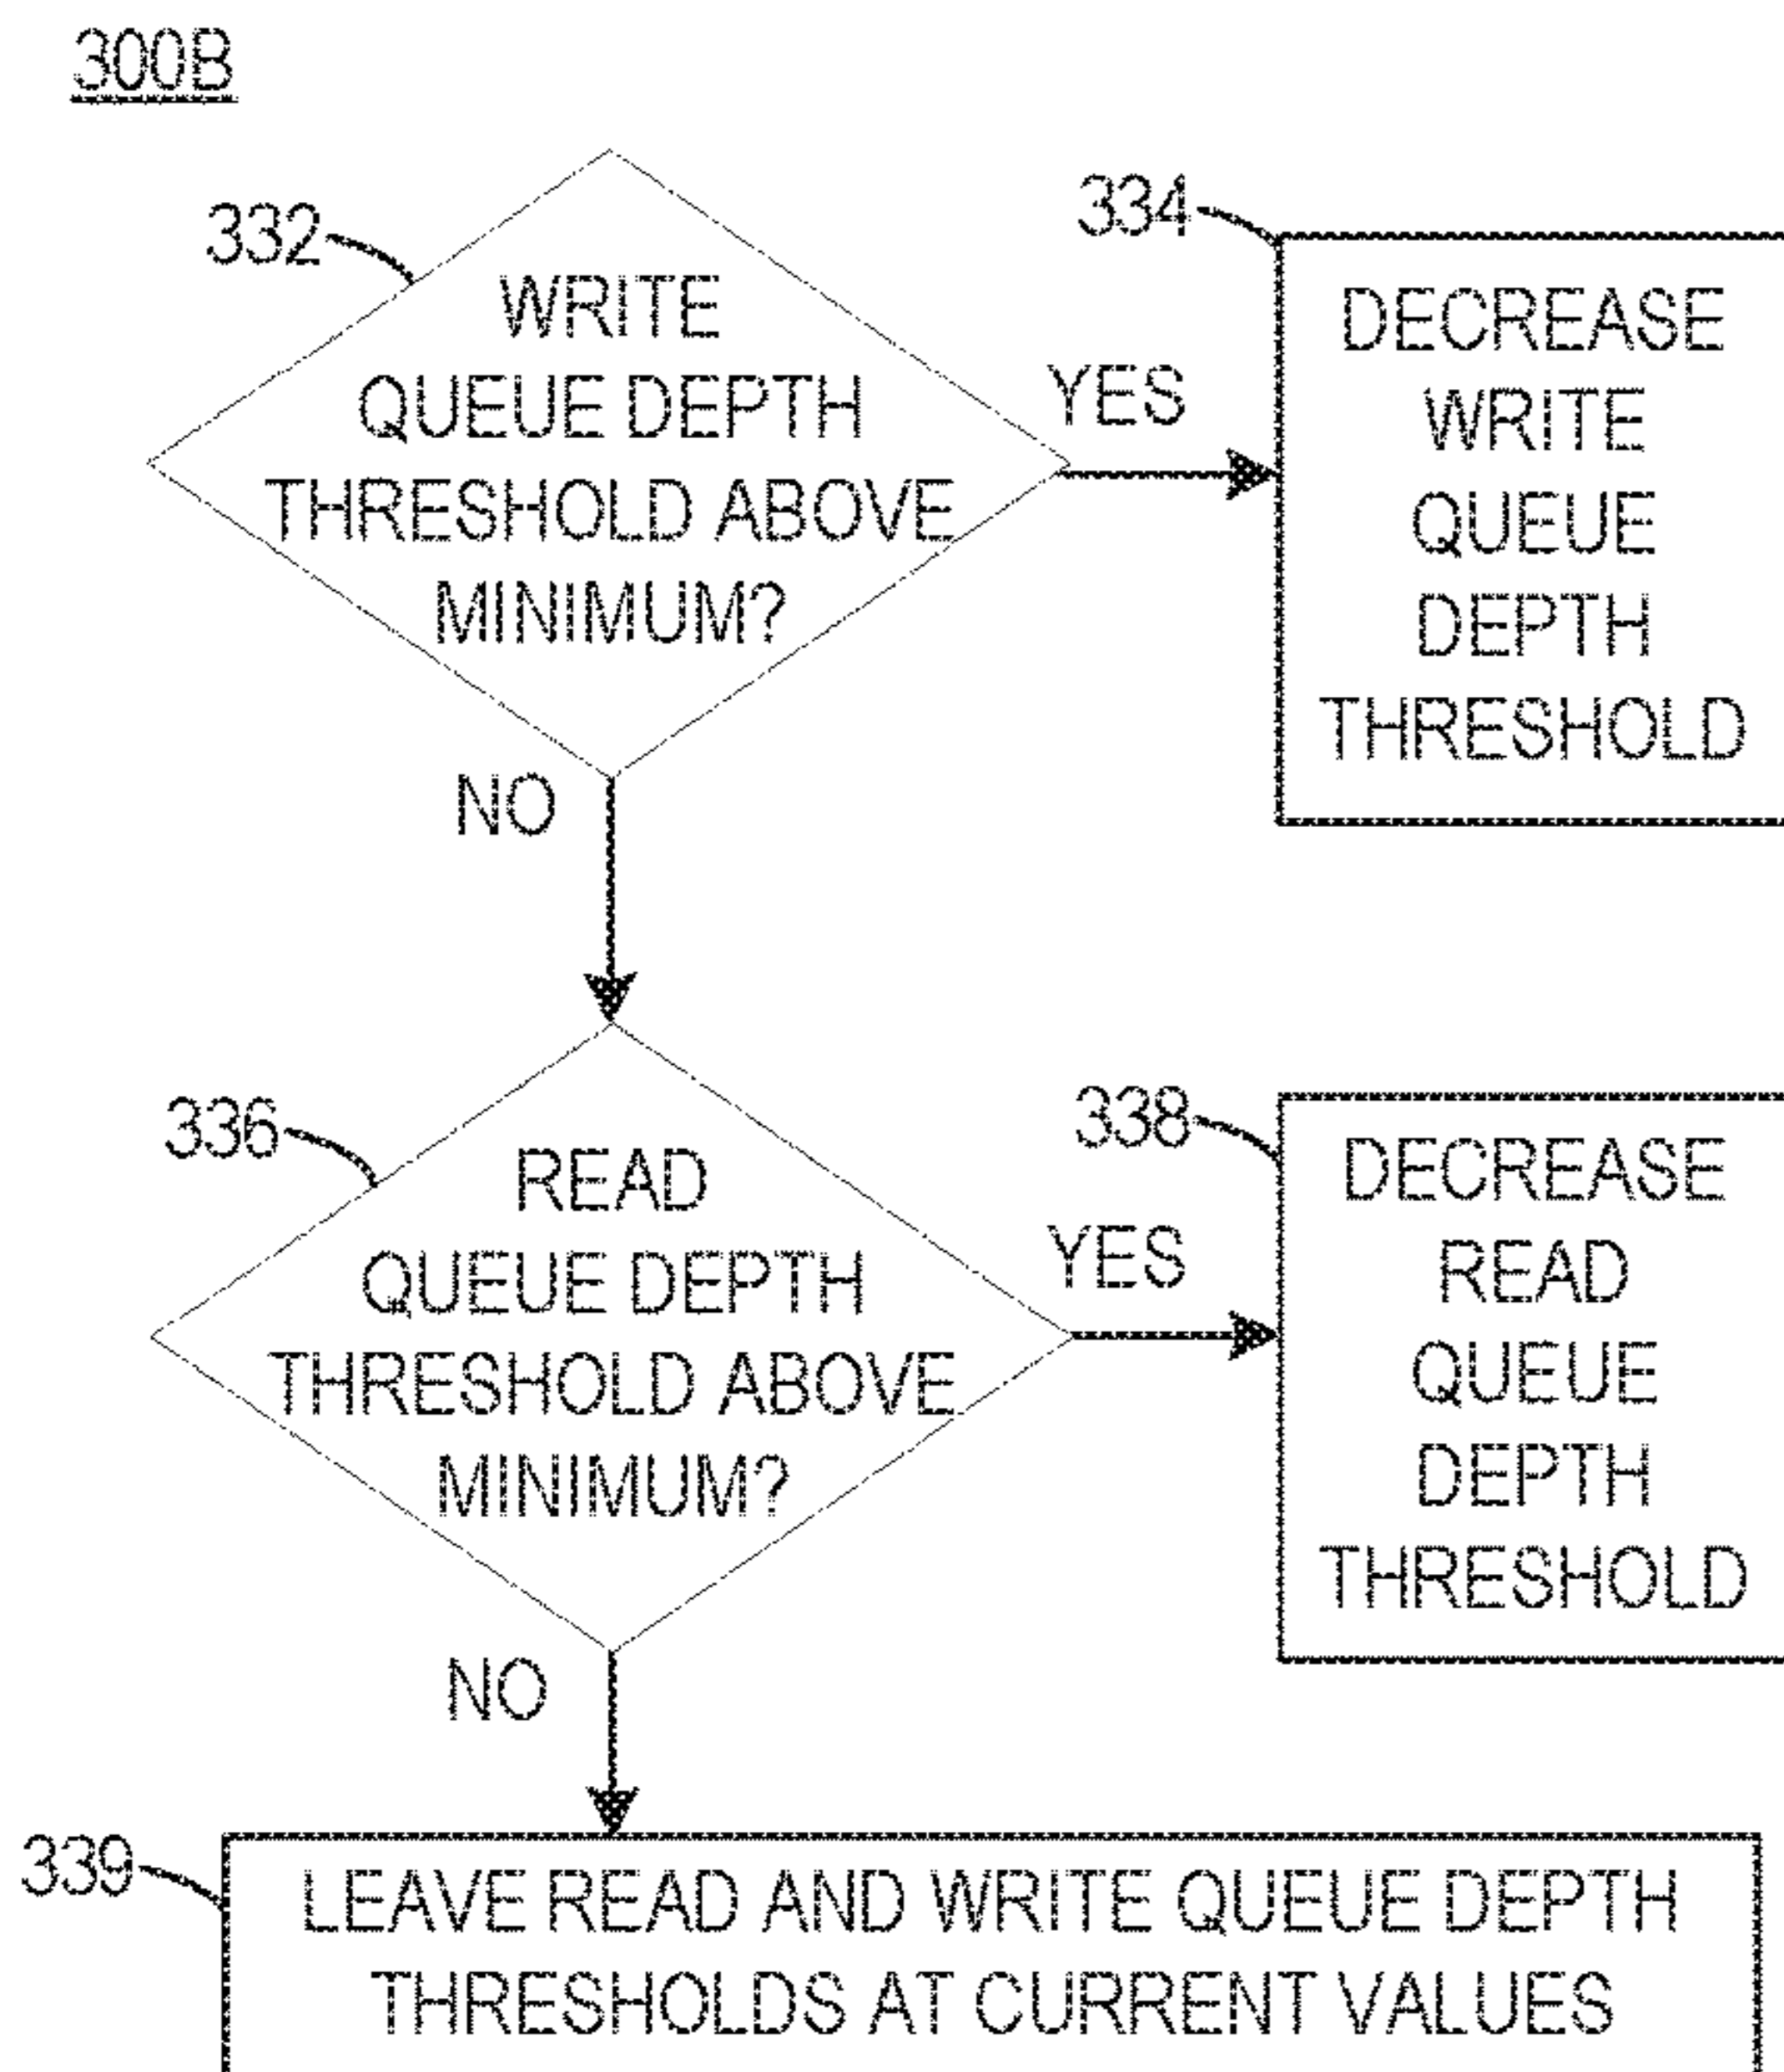 300B
332
WRITE
QUEUE DEPTH
THRESHOLD ABOVE
MINIMUM?
YES
334
DECREASE
WRITE
QUEUE
DEPTH
THRESHOLD
NO
336
READ
QUEUE DEPTH
THRESHOLD ABOVE
MINIMUM?
YES
338
DECREASE
READ
QUEUE
DEPTH
THRESHOLD
NO
339
LEAVE READ AND WRITE QUEUE DEPTH
THRESHOLDS AT CURRENT VALUES